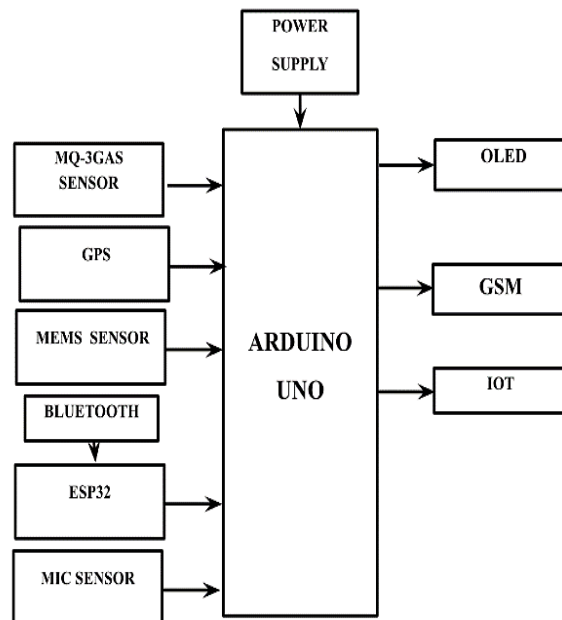 POWER
SUPPLY
MQ-3GAS
SENSOR
GPS
MEMS SENSOR
BLUETOOTH
ESP32
MIC SENSOR
ARDUINO
UNO
OLED
GSM
IOT